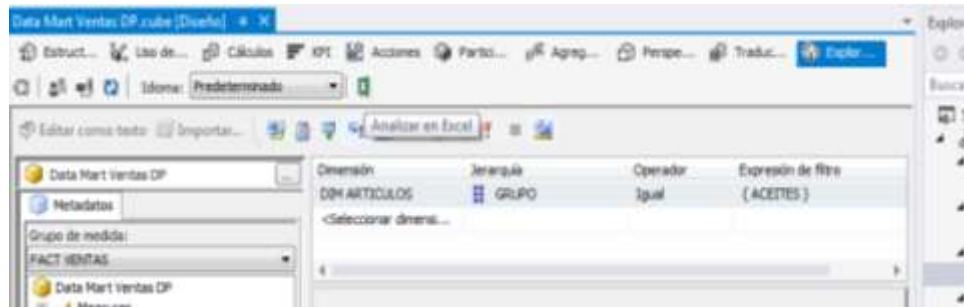 Data Mart Ventas DP.cube [Diseño]
Estruct... Uso de... Cálculos KPI Acciones Partici... Agreg... Perspe... Traduc... Explor...
Idioma: Predeterminado
Editar como texto Importar... Analizar en Excel
Data Mart Ventas DP ...
Metadatos
Grupo de medida:
FACT VENTAS
Data Mart Ventas DP
Measures
Dimensión Jerarquía Operador Expresión de filtro
DIM ARTICULOS GRUPO Igual { ACEITES }
<Seleccionar dimensi...
Explor
Busca